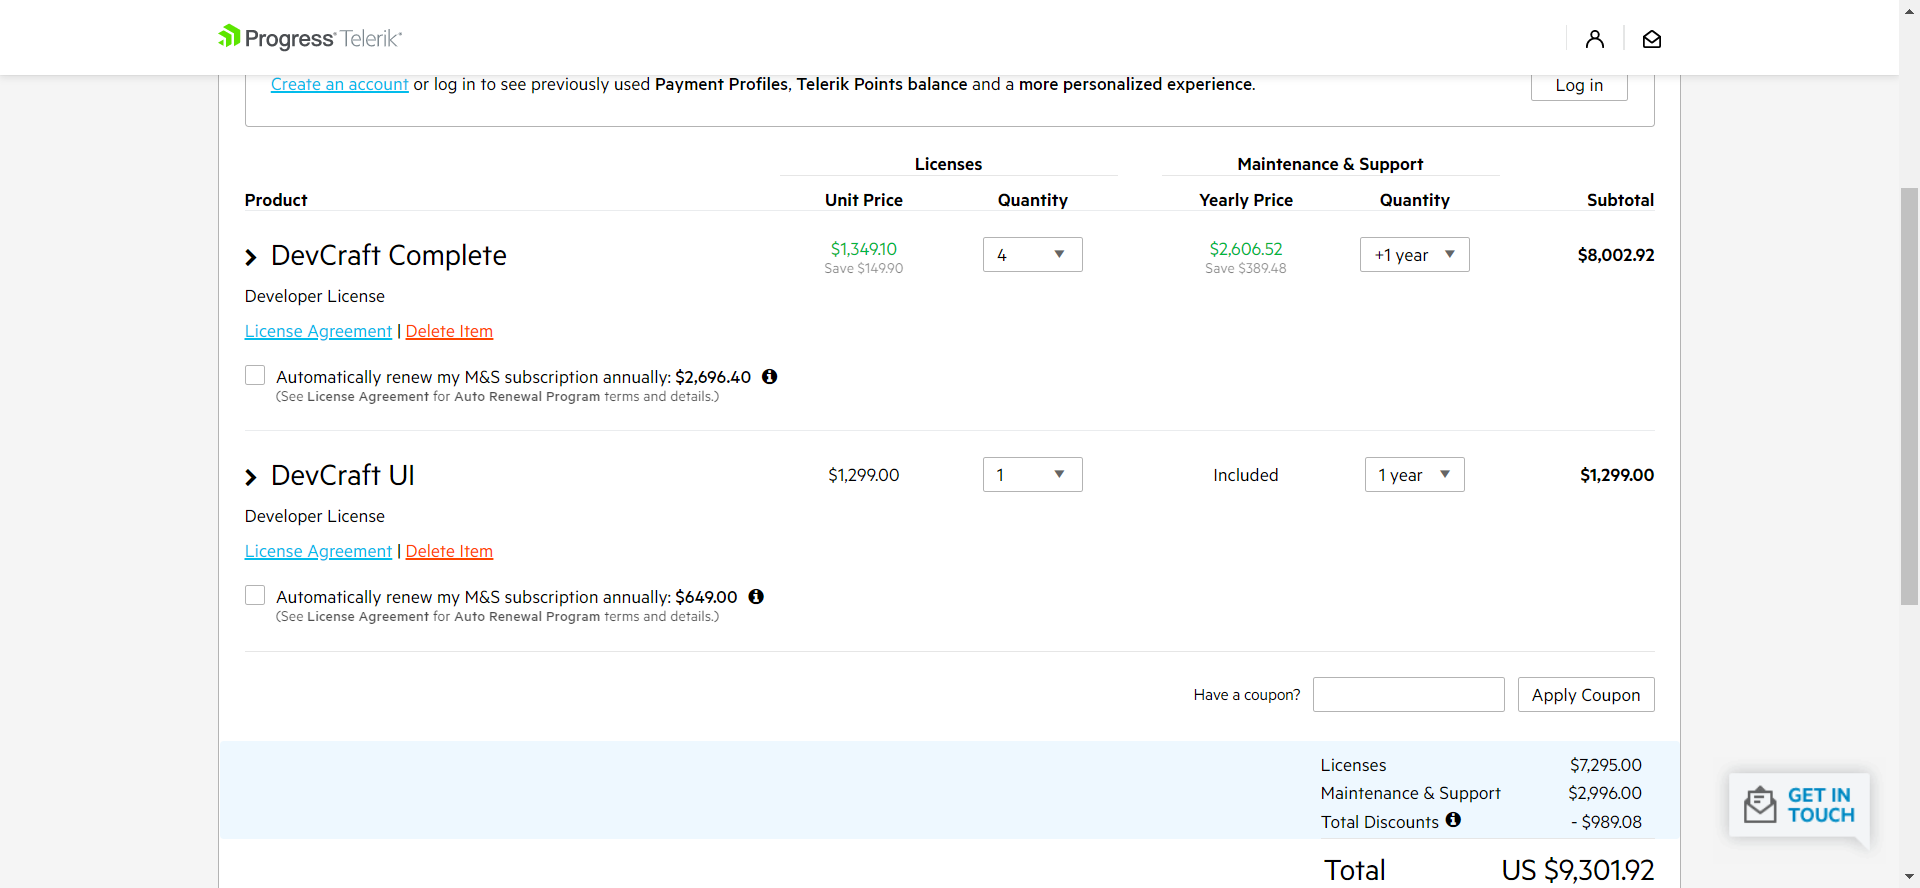 Progress Telerik
Create an account or log in to see previously used Payment Profiles, Telerik Points balance and a more personalized experience.
Log in
Licenses
Maintenance & Support
Product
Unit Price
Quantity
Yearly Price
Quantity
Subtotal
DevCraft Complete
$1,349.10
Save $149.90
4
$2,606.52
Save $389.48
+1 year
$8,002.92
Developer License
License Agreement | Delete Item
Automatically renew my M&S subscription annually: $2,696.40
(See License Agreement for Auto Renewal Program terms and details.)
DevCraft UI
$1,299.00
1
Included
1 year
$1,299.00
Developer License
License Agreement | Delete Item
Automatically renew my M&S subscription annually: $649.00
(See License Agreement for Auto Renewal Program terms and details.)
Have a coupon?
Apply Coupon
Licenses $7,295.00
Maintenance & Support $2,996.00
Total Discounts - $989.08
Total US $9,301.92
GET IN
TOUCH